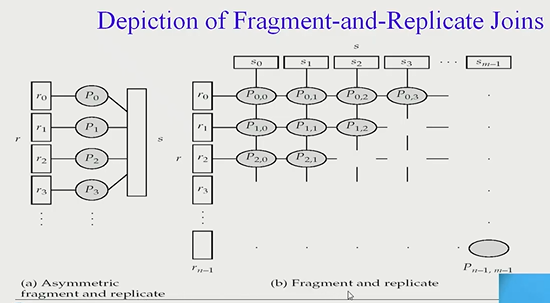 Depiction of Fragment-and-Replicate Joins
s
s0 s1 s2 s3 ... sm−1
r0 P0 r0 P0,0 P0,1 P0,2 P0,3
r1 P1 r1 P1,0 P1,1 P1,2
r s r
r2 P2 r2 P2,0 P2,1
r3 P3 r3
rn−1 Pn−1, m−1
(a) Asymmetric (b) Fragment and replicate
fragment and replicate